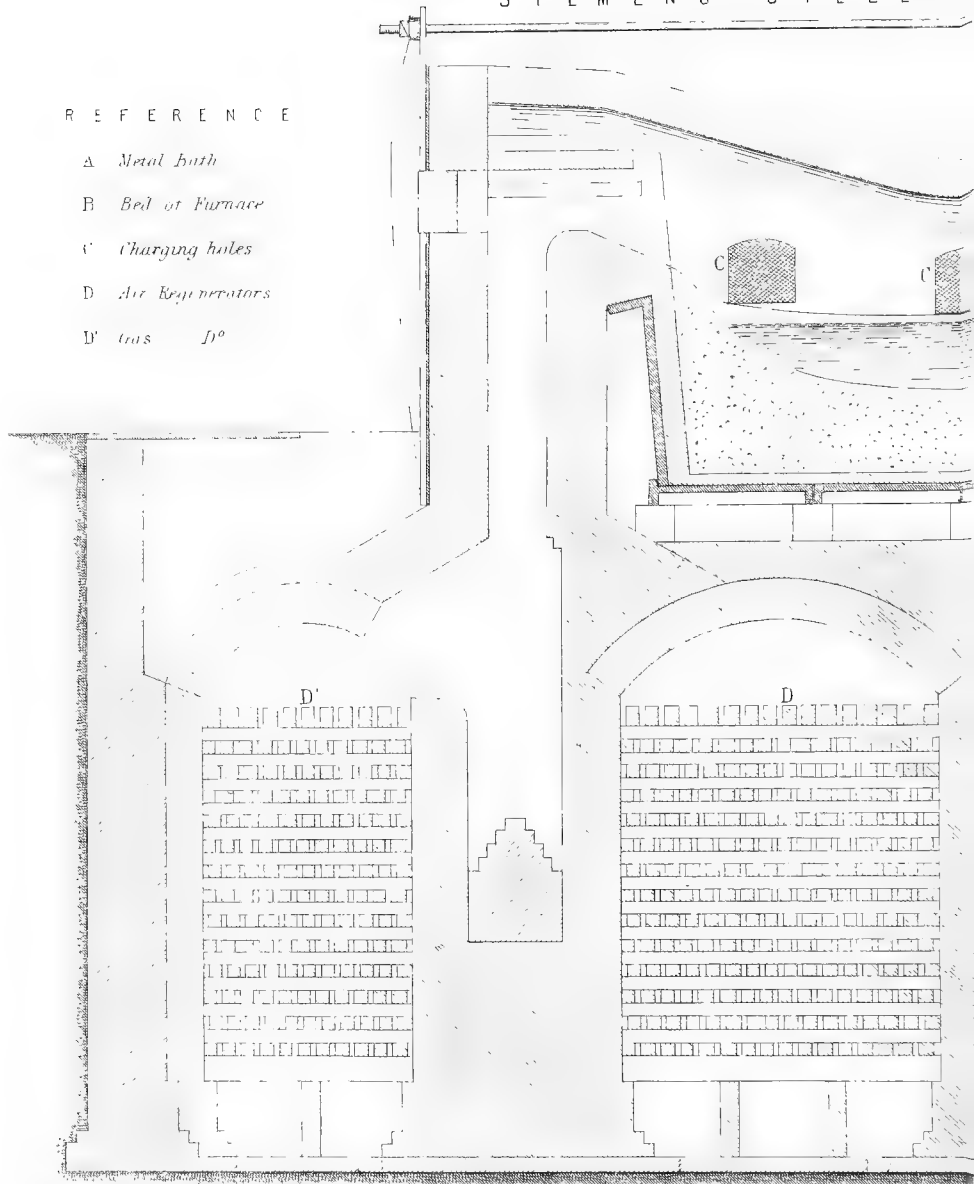 SIEMENS STEEL
REFERENCE
A Metal bath
B Bed of Furnace
C Charging holes
D Air Regenerators
D' Gas Dº
C
C
D'
D